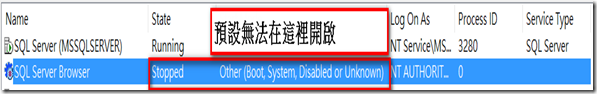 Name State Log On As Process ID Service Type
預設無法在這裡開啟
SQL Server (MSSQLSERVER) Running NT Service\MS... 3280 SQL Server
SQL Server Browser Stopped Other (Boot, System, Disabled or Unknown) NT AUTHORIT... 0